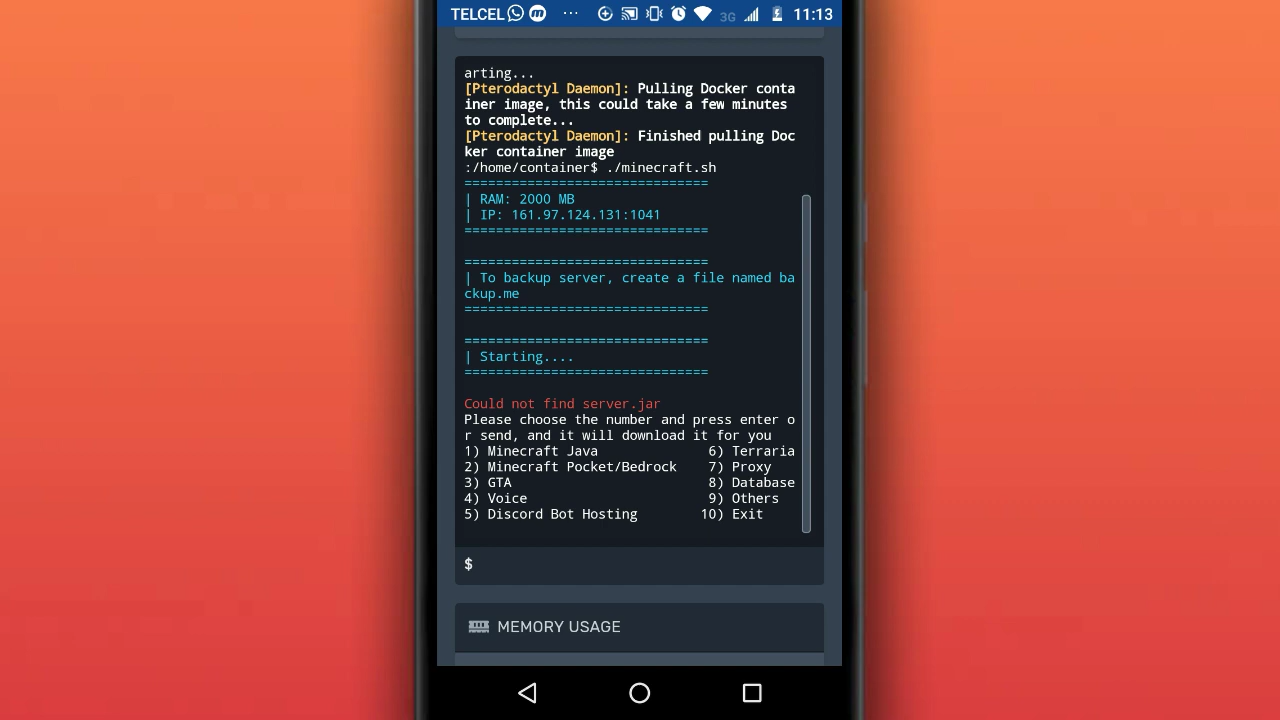 TELCEL ... 3G 11:13
arting...
[Pterodactyl Daemon]: Pulling Docker conta
iner image, this could take a few minutes
to complete...
[Pterodactyl Daemon]: Finished pulling Doc
ker container image
:/home/container$ ./minecraft.sh
===============================
| RAM: 2000 MB
| IP: 161.97.124.131:1041
===============================
===============================
| To backup server, create a file named ba
ckup.me
===============================
===============================
| Starting....
===============================
Could not find server.jar
Please choose the number and press enter o
r send, and it will download it for you
1) Minecraft Java 6) Terraria
2) Minecraft Pocket/Bedrock 7) Proxy
3) GTA 8) Database
4) Voice 9) Others
5) Discord Bot Hosting 10) Exit
$
MEMORY USAGE